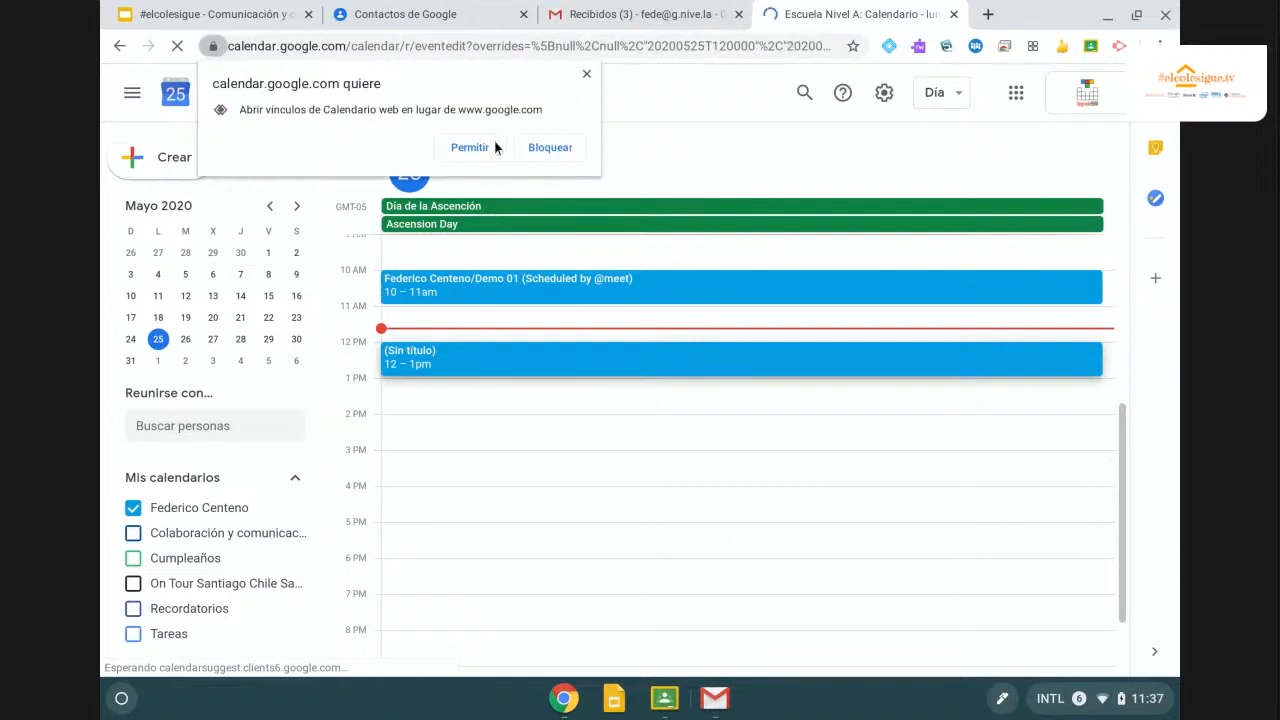 #elcolesigue - Comunicación y c
Contactos de Google
Recibidos (3) - fede@g.nive.la - C
Escuela Nivel A: Calendario - lun
calendar.google.com/calendar/r/eventedit?overrides=%5Bnull%2Cnull%2C"20200525T120000"%2C"20200...
#elcolesigue.tv
calendar.google.com quiere
Abrir vínculos de Calendario web en lugar de www.google.com
Permitir
Bloquear
25
Día
Crear
Mayo 2020
D L M X J V S
26 27 28 29 30 1 2
3 4 5 6 7 8 9
10 11 12 13 14 15 16
17 18 19 20 21 22 23
24 25 26 27 28 29 30
31 1 2 3 4 5 6
Reunirse con...
Buscar personas
Mis calendarios
Federico Centeno
Colaboración y comunicac...
Cumpleaños
On Tour Santiago Chile Sa...
Recordatorios
Tareas
GMT-05
Día de la Ascención
Ascension Day
10 AM
Federico Centeno/Demo 01 (Scheduled by @meet)
10 – 11am
11 AM
12 PM
(Sin título)
12 – 1pm
1 PM
2 PM
3 PM
4 PM
5 PM
6 PM
7 PM
8 PM
Esperando calendarsuggest.clients6.google.com...
INTL 6 11:37